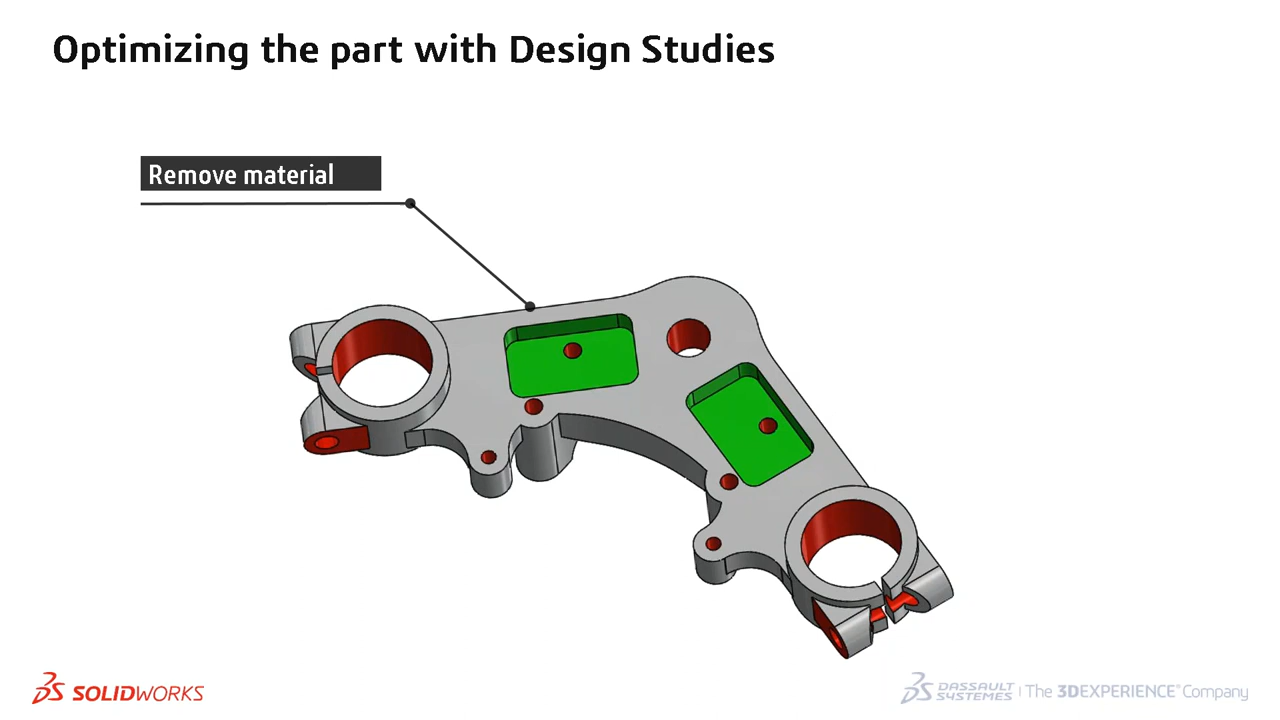 Optimizing the part with Design Studies
Remove material
SOLIDWORKS
DASSAULT SYSTEMES | The 3DEXPERIENCE® Company